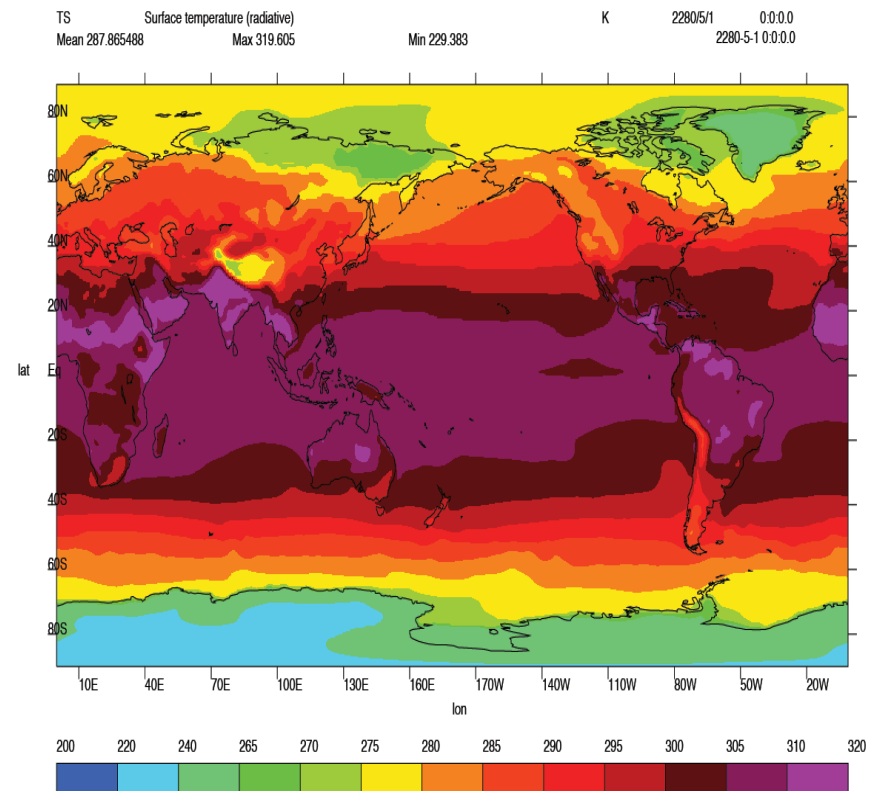 TS Surface temperature (radiative) K 2280/5/1 0:0:0.0
Mean 287.865488 Max 319.605 Min 229.383 2280-5-1 0:0:0.0
80N
60N
40N
20N
lat Eq
20S
40S
60S
80S
10E 40E 70E 100E 130E 160E 170W 140W 110W 80W 50W 20W
lon
200 220 240 265 270 275 280 285 290 295 300 305 310 320